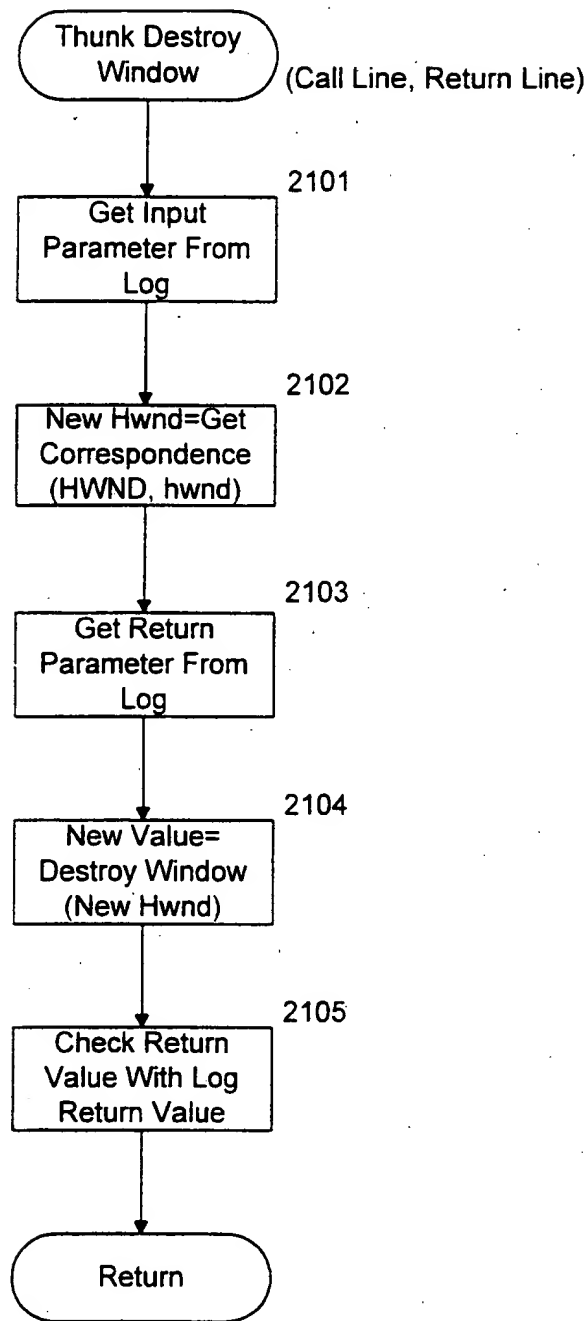 Thunk Destroy
Window
(Call Line, Return Line)
2101
Get Input
Parameter From
Log
2102
New Hwnd=Get
Correspondence
(HWND, hwnd)
2103
Get Return
Parameter From
Log
2104
New Value=
Destroy Window
(New Hwnd)
2105
Check Return
Value With Log
Return Value
Return